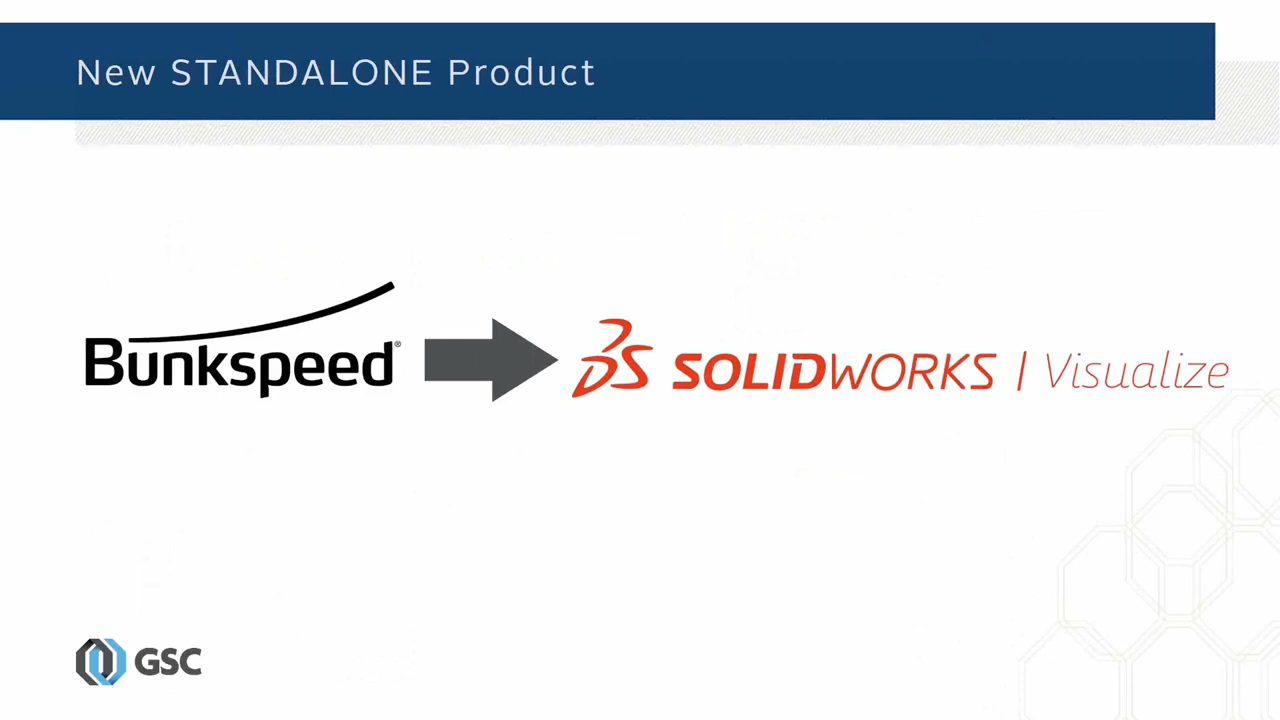 New STANDALONE Product
Bunkspeed®
3DS SOLIDWORKS | Visualize
GSC